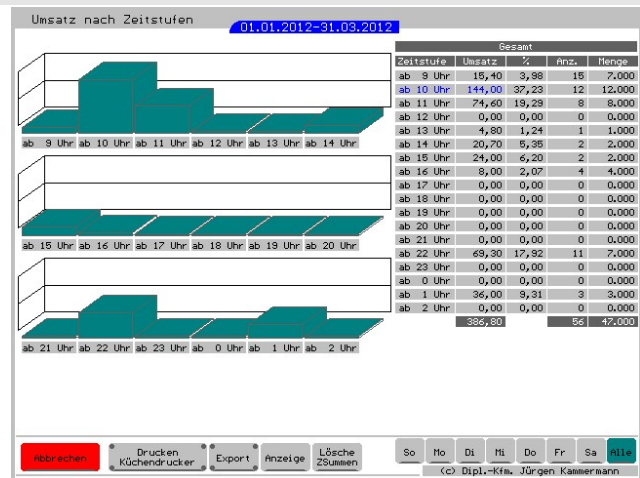 Umsatz nach Zeitstufen
01.01.2012-31.03.2012
Gesamt
Zeitstufe Umsatz % Anz. Menge
ab 9 Uhr 15,40 3,98 15 7.000
ab 10 Uhr 144,00 37,23 12 12.000
ab 11 Uhr 74,60 19,29 8 8.000
ab 12 Uhr 0,00 0,00 0 0.000
ab 13 Uhr 4,80 1,24 1 1.000
ab 14 Uhr 20,70 5,35 2 2.000
ab 15 Uhr 24,00 6,20 2 2.000
ab 16 Uhr 8,00 2,07 4 4.000
ab 17 Uhr 0,00 0,00 0 0.000
ab 18 Uhr 0,00 0,00 0 0.000
ab 19 Uhr 0,00 0,00 0 0.000
ab 20 Uhr 0,00 0,00 0 0.000
ab 21 Uhr 0,00 0,00 0 0.000
ab 22 Uhr 69,30 17,92 11 7.000
ab 23 Uhr 0,00 0,00 0 0.000
ab 0 Uhr 0,00 0,00 0 0.000
ab 1 Uhr 36,00 9,31 3 3.000
ab 2 Uhr 0,00 0,00 0 0.000
386,80 56 47.000
ab 9 Uhr ab 10 Uhr ab 11 Uhr ab 12 Uhr ab 13 Uhr ab 14 Uhr
ab 15 Uhr ab 16 Uhr ab 17 Uhr ab 18 Uhr ab 19 Uhr ab 20 Uhr
ab 21 Uhr ab 22 Uhr ab 23 Uhr ab 0 Uhr ab 1 Uhr ab 2 Uhr
Abbrechen
Drucken
Küchendrucker
Export
Anzeige
Lösche
ZSummen
So Mo Di Mi Do Fr Sa Alle
(c) Dipl.-Kfm. Jürgen Kammermann